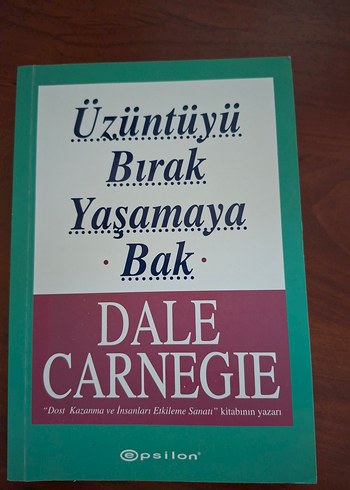 Üzüntüyü
Bırak
Yaşamaya
· Bak ·
DALE
CARNEGIE
"Dost Kazanma ve İnsanları Etkileme Sanatı" kitabının yazarı
epsilon